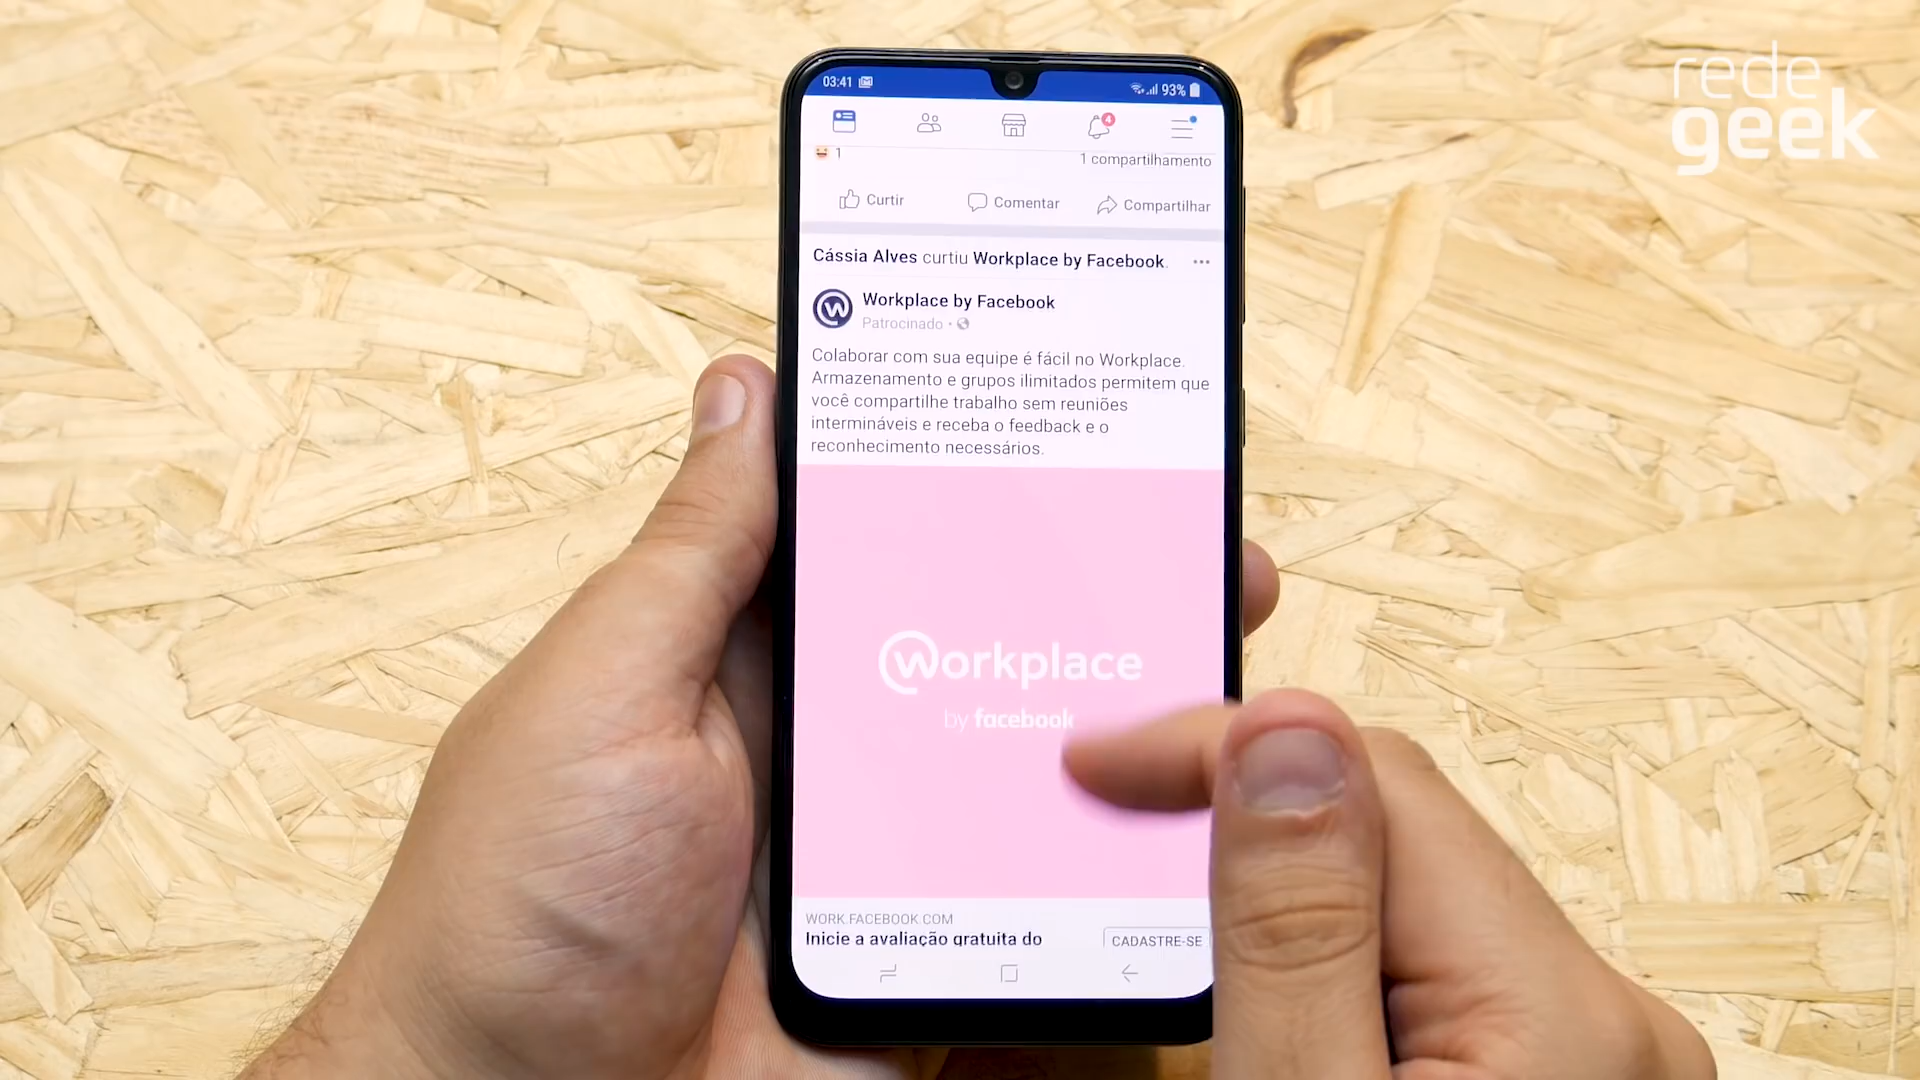 rede
geek
03:41
93%
4
1
1 compartilhamento
Curtir
Comentar
Compartilhar
Cássia Alves curtiu Workplace by Facebook.
Workplace by Facebook
Patrocinado
Colaborar com sua equipe é fácil no Workplace.
Armazenamento e grupos ilimitados permitem que
você compartilhe trabalho sem reuniões
intermináveis e receba o feedback e o
reconhecimento necessários.
Workplace
by facebook
WORK.FACEBOOK.COM
Inicie a avaliação gratuita do
CADASTRE-SE